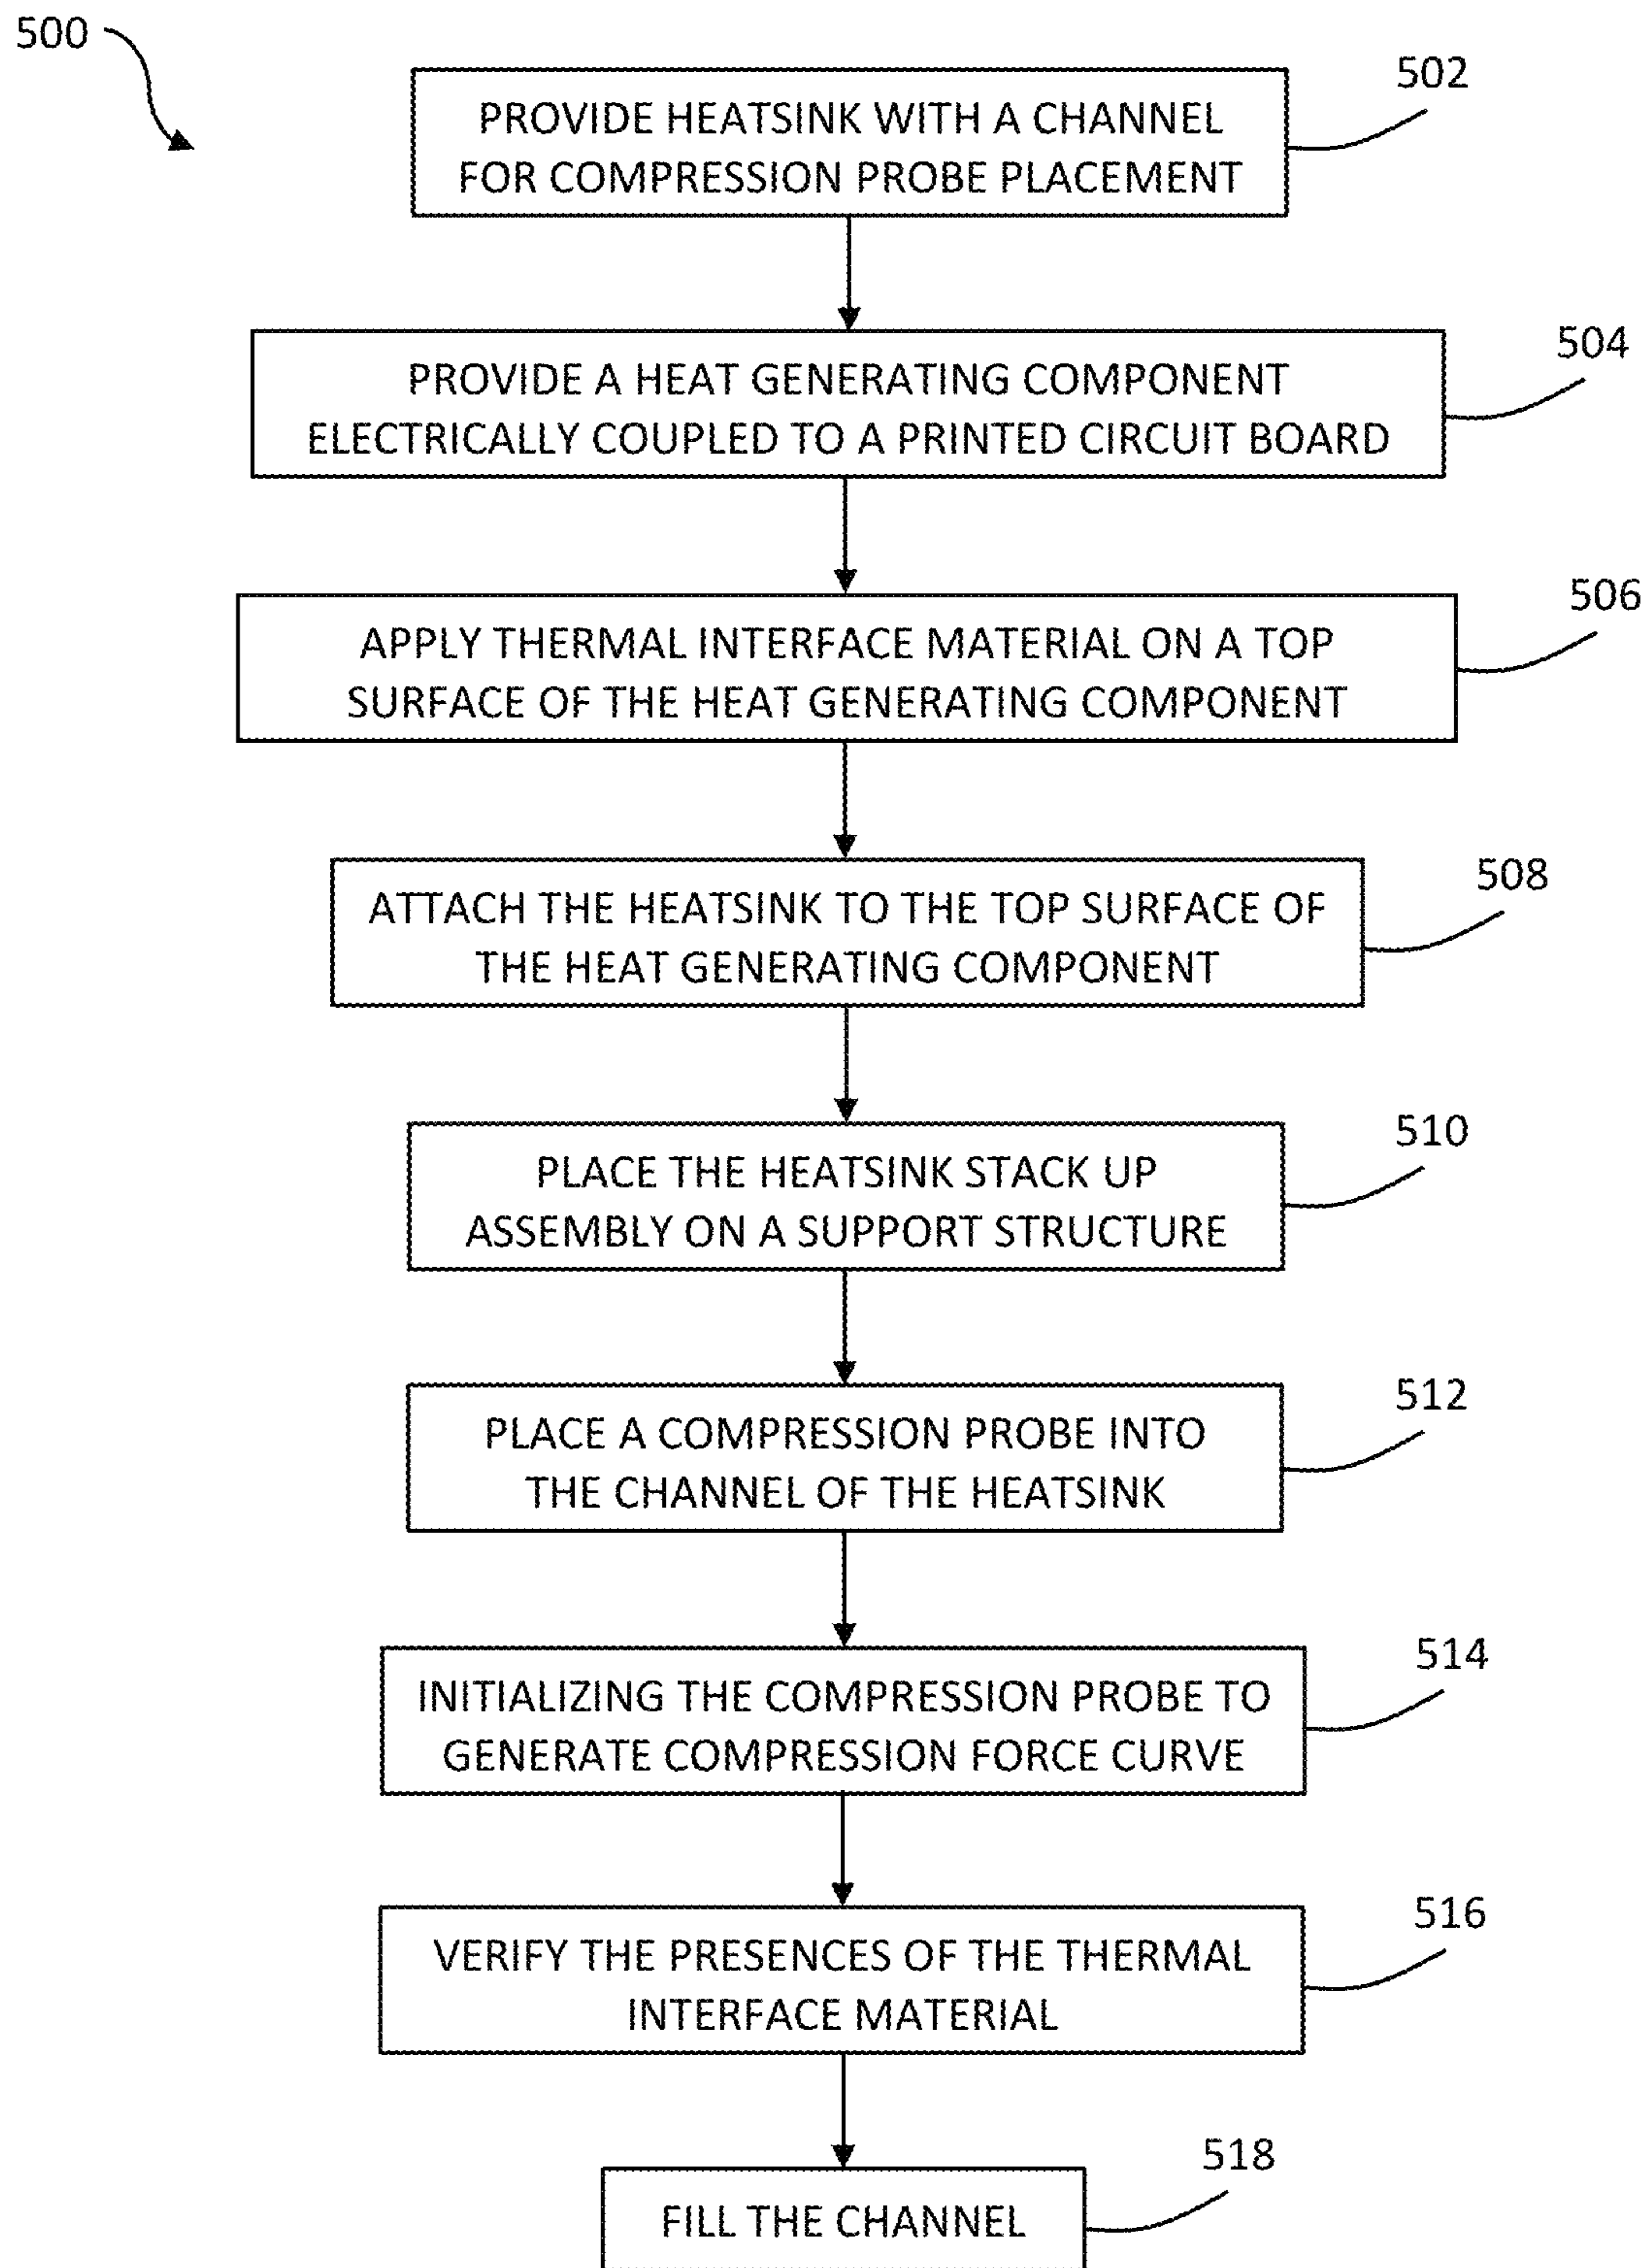 500
502
PROVIDE HEATSINK WITH A CHANNEL
FOR COMPRESSION PROBE PLACEMENT
504
PROVIDE A HEAT GENERATING COMPONENT
ELECTRICALLY COUPLED TO A PRINTED CIRCUIT BOARD
506
APPLY THERMAL INTERFACE MATERIAL ON A TOP
SURFACE OF THE HEAT GENERATING COMPONENT
508
ATTACH THE HEATSINK TO THE TOP SURFACE OF
THE HEAT GENERATING COMPONENT
510
PLACE THE HEATSINK STACK UP
ASSEMBLY ON A SUPPORT STRUCTURE
512
PLACE A COMPRESSION PROBE INTO
THE CHANNEL OF THE HEATSINK
514
INITIALIZING THE COMPRESSION PROBE TO
GENERATE COMPRESSION FORCE CURVE
516
VERIFY THE PRESENCES OF THE THERMAL
INTERFACE MATERIAL
518
FILL THE CHANNEL